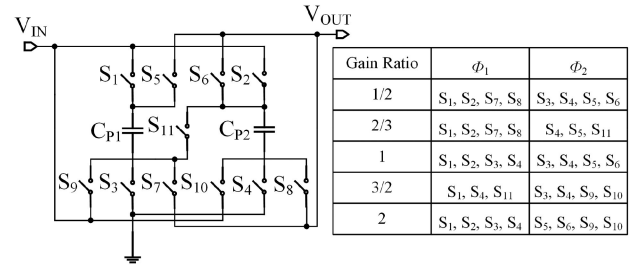 V_IN
V_OUT
S1 S5 S6 S2
CP1 S11 CP2
S9 S3 S7 S10 S4 S8
Gain Ratio Φ1 Φ2
1/2 S1, S2, S7, S8 S3, S4, S5, S6
2/3 S1, S2, S7, S8 S4, S5, S11
1 S1, S2, S3, S4 S3, S4, S5, S6
3/2 S1, S4, S11 S3, S4, S9, S10
2 S1, S2, S3, S4 S5, S6, S9, S10